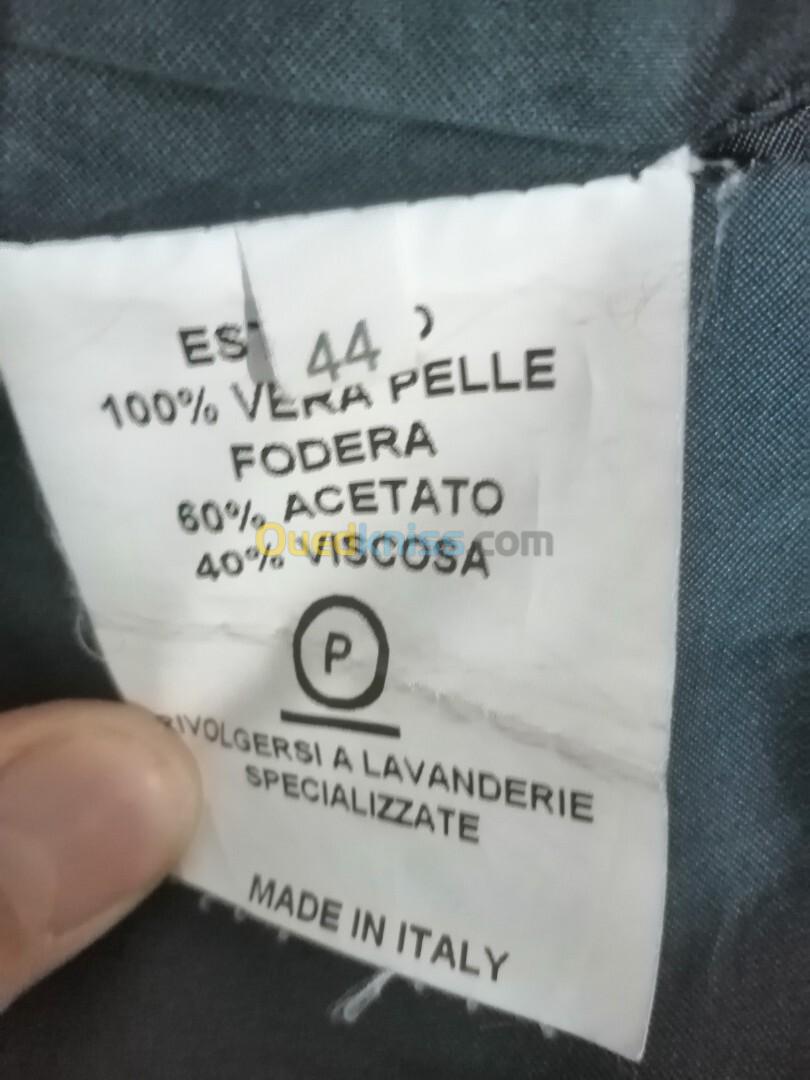 44
100% VERA PELLE
FODERA
60% ACETATO
40% VISCOSA
Ouedkniss.com
P
RIVOLGERSI A LAVANDERIE
SPECIALIZZATE
MADE IN ITALY